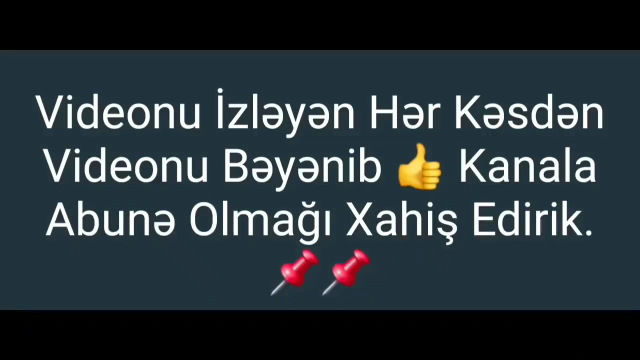 Videonu İzləyən Hər Kəsdən
Videonu Bəyənib 👍 Kanala
Abunə Olmağı Xahiş Edirik.
📌📌